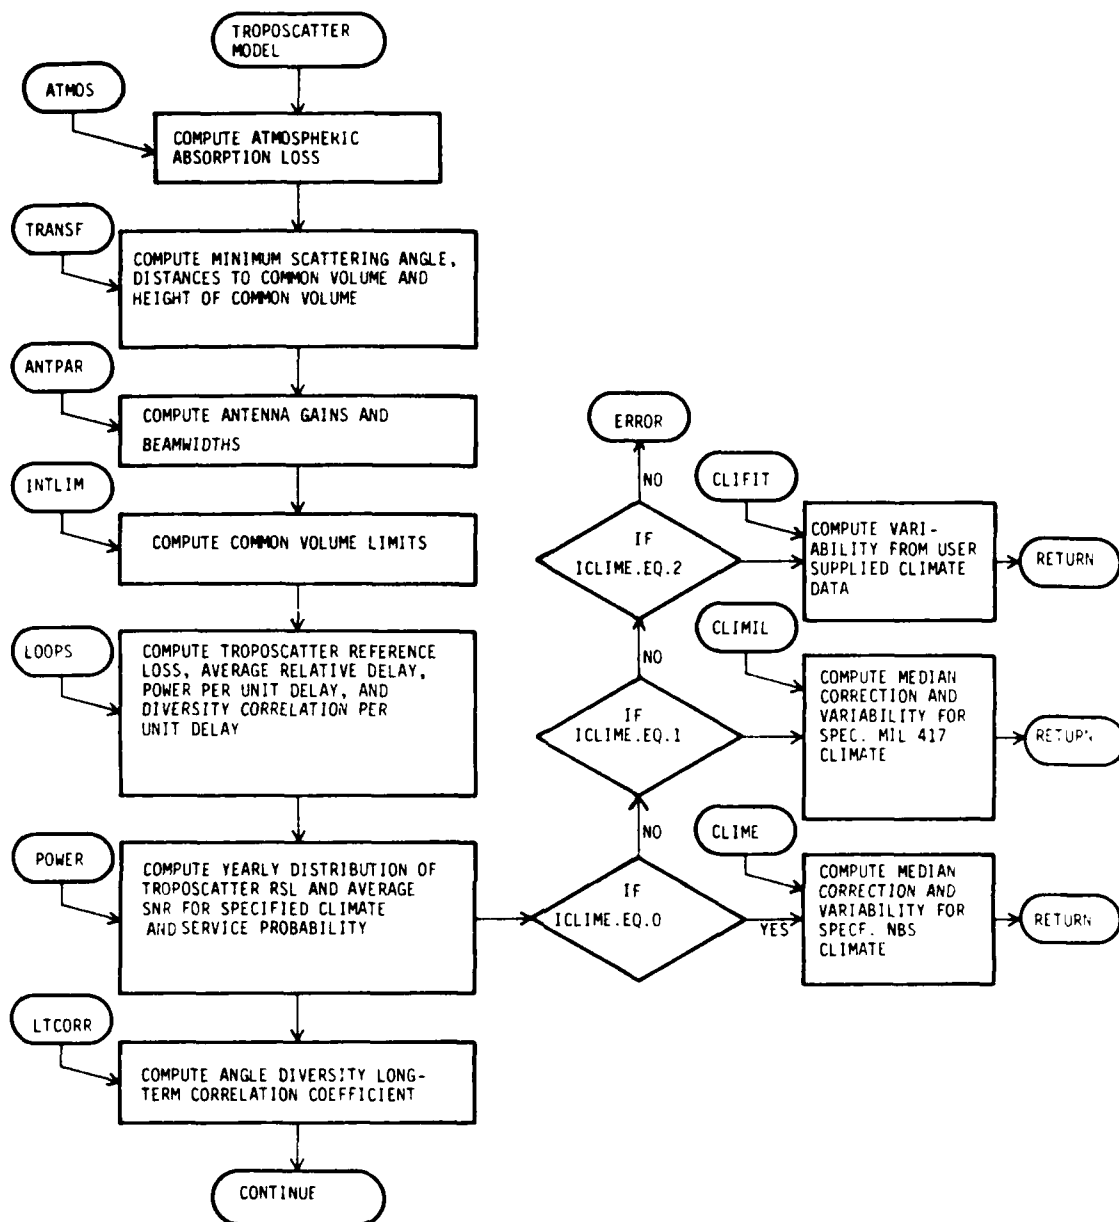 TROPOSCATTER
MODEL
ATMOS
COMPUTE ATMOSPHERIC
ABSORPTION LOSS
TRANSF
COMPUTE MINIMUM SCATTERING ANGLE,
DISTANCES TO COMMON VOLUME AND
HEIGHT OF COMMON VOLUME
ANTPAR
COMPUTE ANTENNA GAINS AND
BEAMWIDTHS
INTLIM
COMPUTE COMMON VOLUME LIMITS
LOOPS
COMPUTE TROPOSCATTER REFERENCE
LOSS, AVERAGE RELATIVE DELAY,
POWER PER UNIT DELAY, AND
DIVERSITY CORRELATION PER
UNIT DELAY
POWER
COMPUTE YEARLY DISTRIBUTION OF
TROPOSCATTER RSL AND AVERAGE
SNR FOR SPECIFIED CLIMATE
AND SERVICE PROBABILITY
LTCORR
COMPUTE ANGLE DIVERSITY LONG-
TERM CORRELATION COEFFICIENT
CONTINUE
ERROR
NO
IF
ICLIME.EQ.2
CLIFIT
COMPUTE VARI-
ABILITY FROM USER
SUPPLIED CLIMATE
DATA
RETURN
NO
IF
ICLIME.EQ.1
CLIMIL
COMPUTE MEDIAN
CORRECTION AND
VARIABILITY FOR
SPEC. MIL 417
CLIMATE
RETURN
NO
IF
ICLIME.EQ.0
YES
CLIME
COMPUTE MEDIAN
CORRECTION AND
VARIABILITY FOR
SPECF. NBS
CLIMATE
RETURN